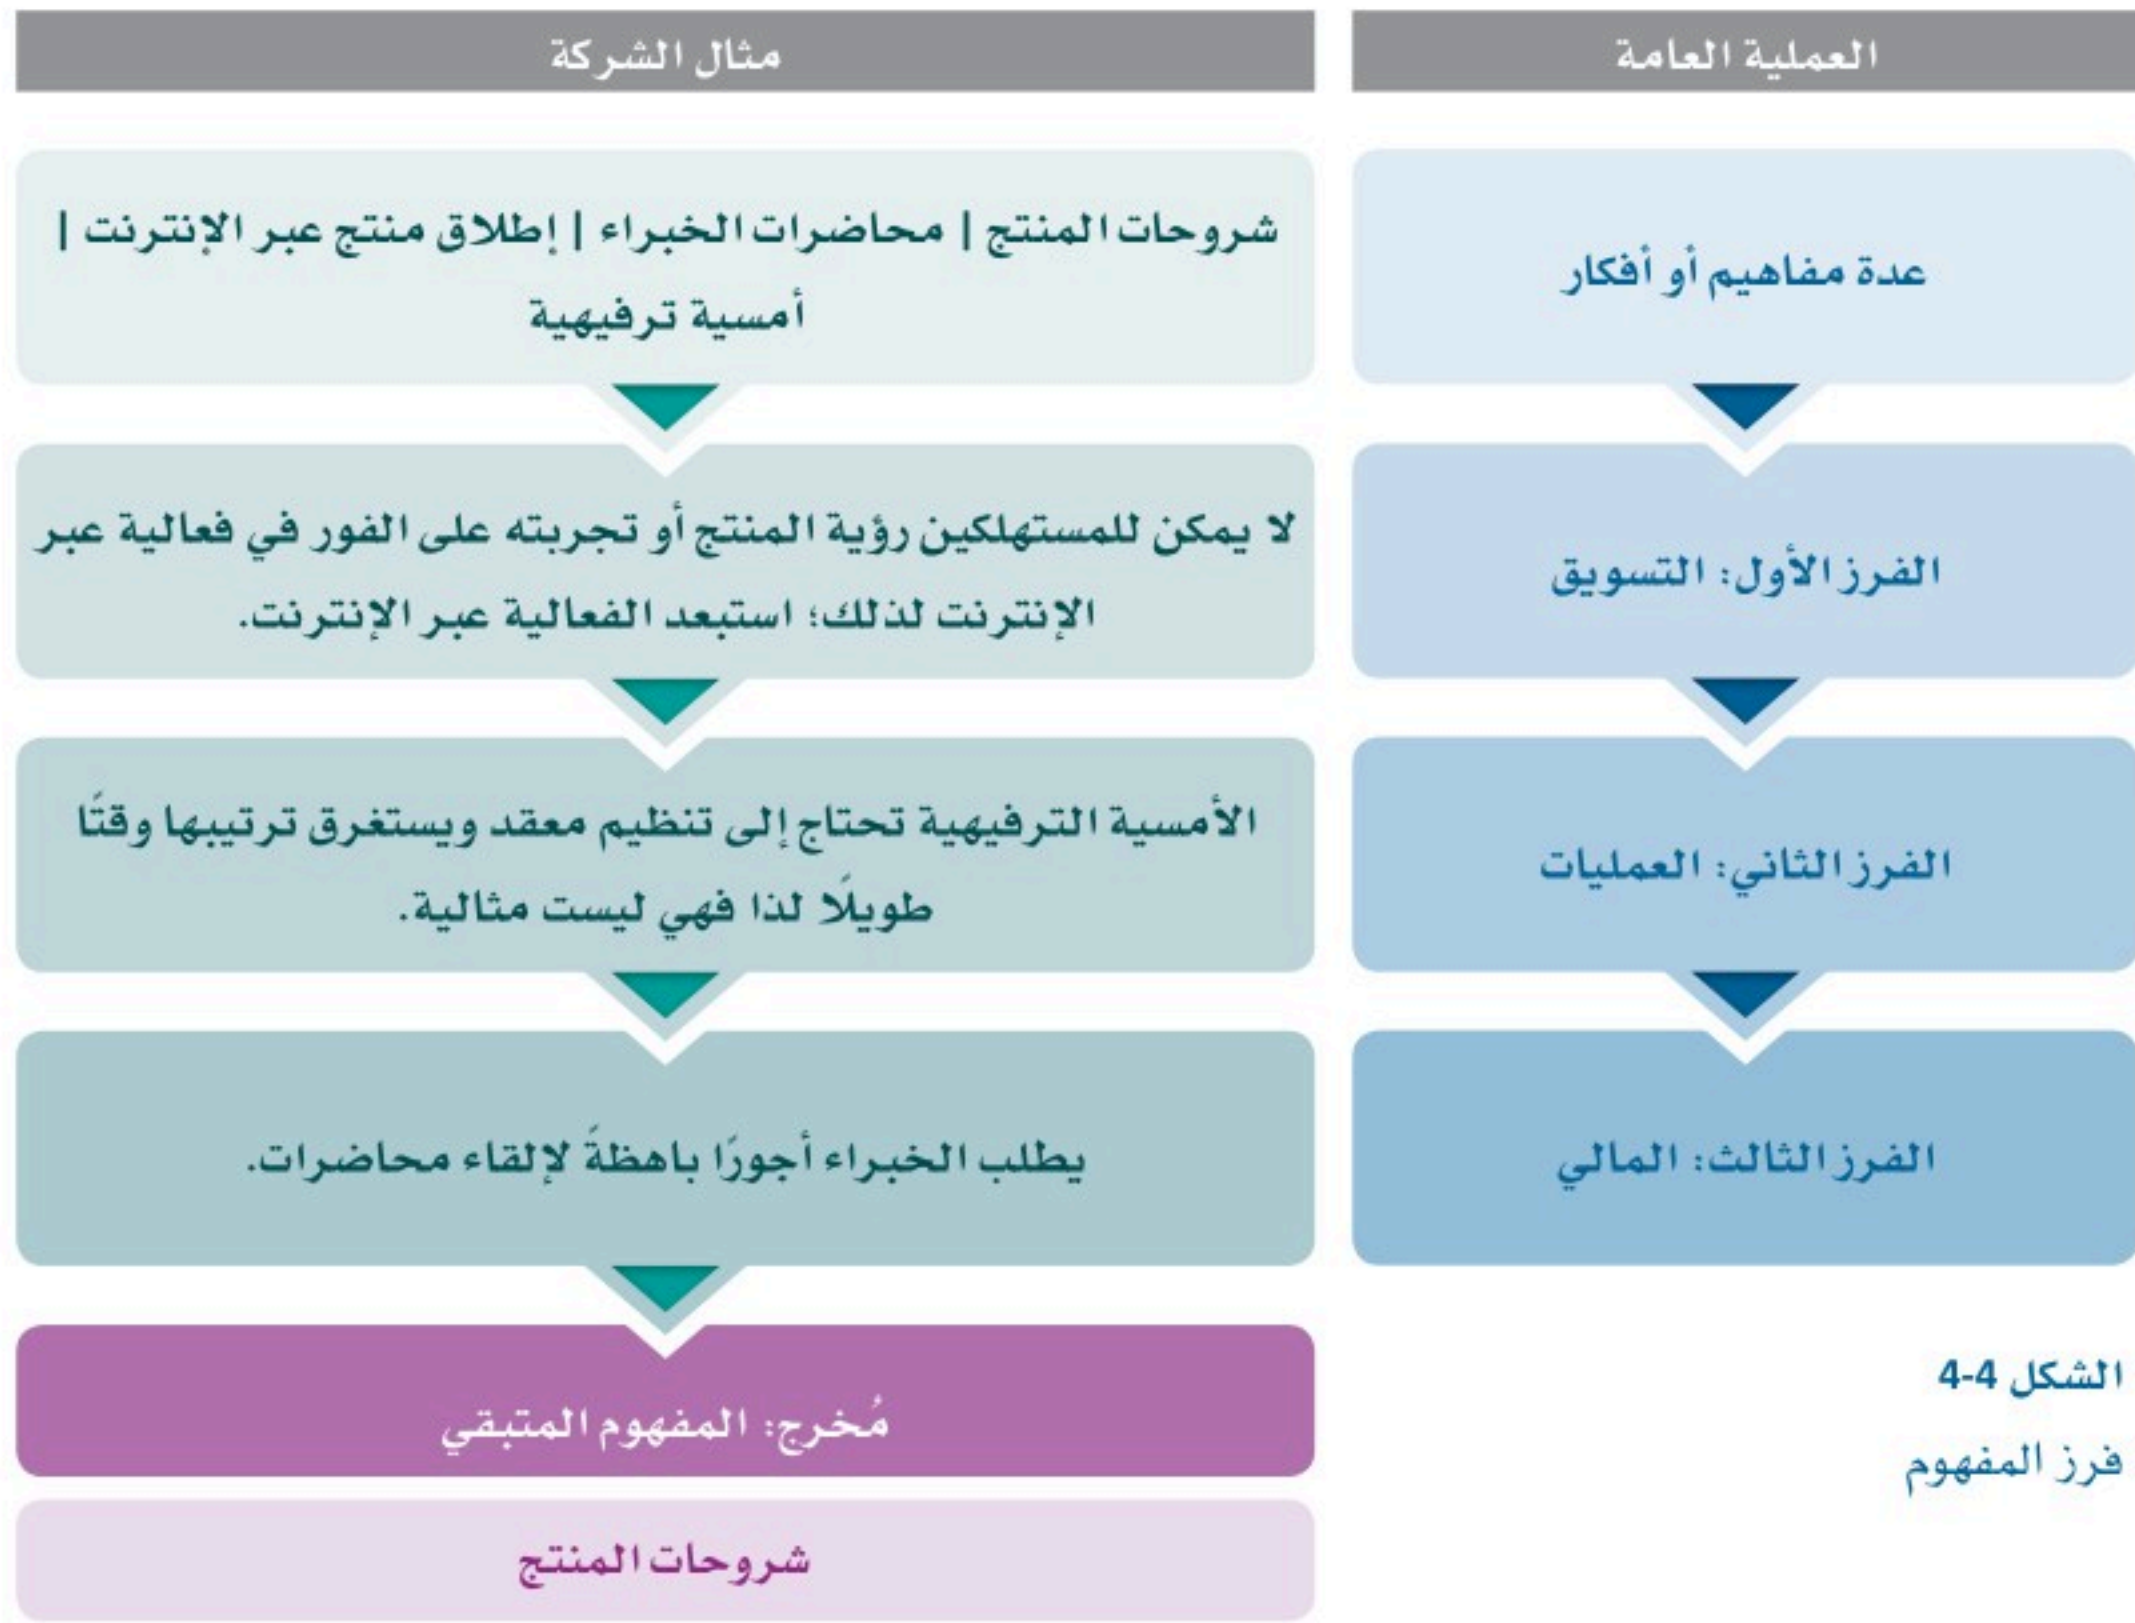 العملية العامة
مثال الشركة
عدة مفاهيم أو أفكار
شروحات المنتج | محاضرات الخبراء | إطلاق منتج عبر الإنترنت |
أمسية ترفيهية
الفرز الأول: التسويق
لا يمكن للمستهلكين رؤية المنتج أو تجربته على الفور في فعالية عبر
الإنترنت لذلك؛ استبعد الفعالية عبر الإنترنت.
الفرز الثاني: العمليات
الأمسية الترفيهية تحتاج إلى تنظيم معقد ويستغرق ترتيبها وقتًا
طويلًا لذا فهي ليست مثالية.
الفرز الثالث: المالي
يطلب الخبراء أجورًا باهظةً لإلقاء محاضرات.
مُخرج: المفهوم المتبقي
شروحات المنتج
الشكل 4-4
فرز المفهوم